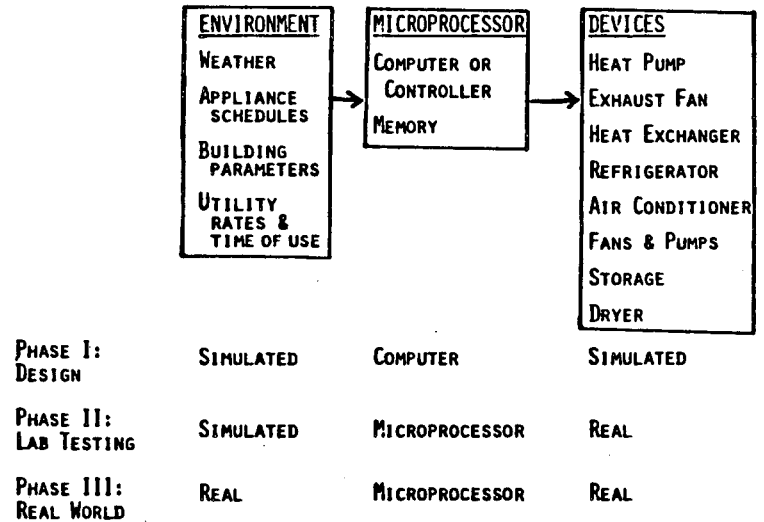 ENVIRONMENT
WEATHER
APPLIANCE
SCHEDULES
BUILDING
PARAMETERS
UTILITY
RATES &
TIME OF USE
MICROPROCESSOR
COMPUTER OR
CONTROLLER
MEMORY
DEVICES
HEAT PUMP
EXHAUST FAN
HEAT EXCHANGER
REFRIGERATOR
AIR CONDITIONER
FANS & PUMPS
STORAGE
DRYER
PHASE I:
DESIGN
SIMULATED
COMPUTER
SIMULATED
PHASE II:
LAB TESTING
SIMULATED
MICROPROCESSOR
REAL
PHASE III:
REAL WORLD
REAL
MICROPROCESSOR
REAL